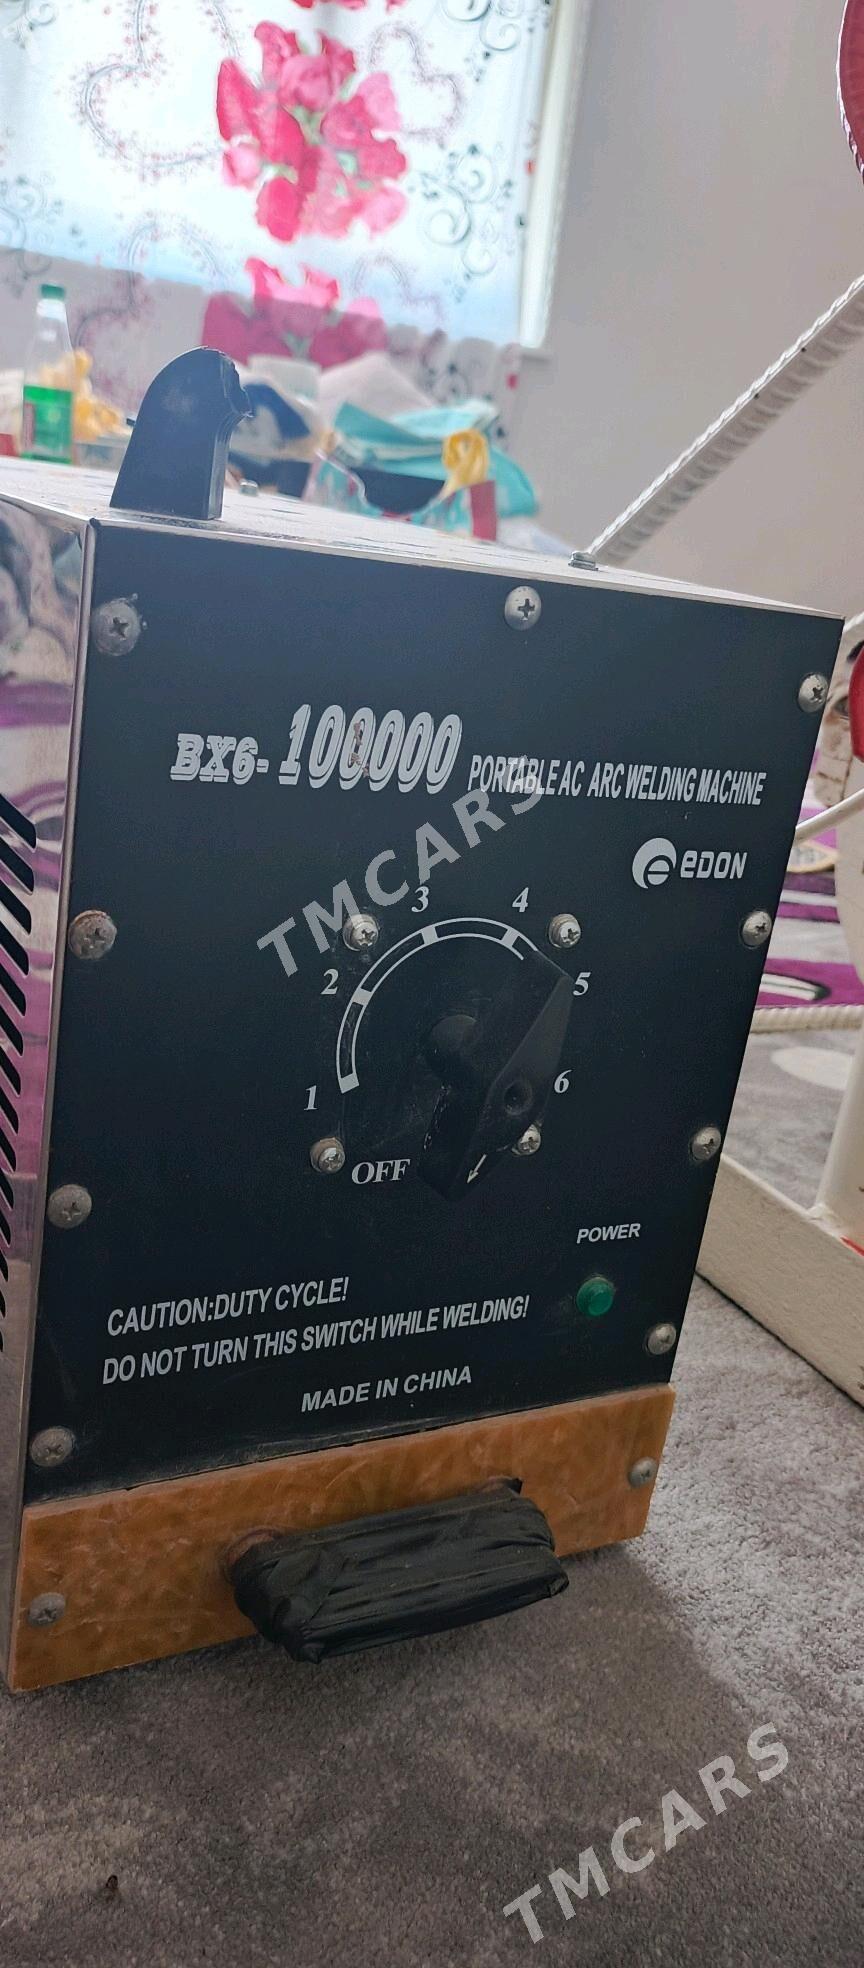 BX6-100000 PORTABLE AC ARC WELDING MACHINE
eDON
TMCARS
3 4
2 5
1 6
OFF
POWER
CAUTION:DUTY CYCLE!
DO NOT TURN THIS SWITCH WHILE WELDING!
MADE IN CHINA
TMCARS